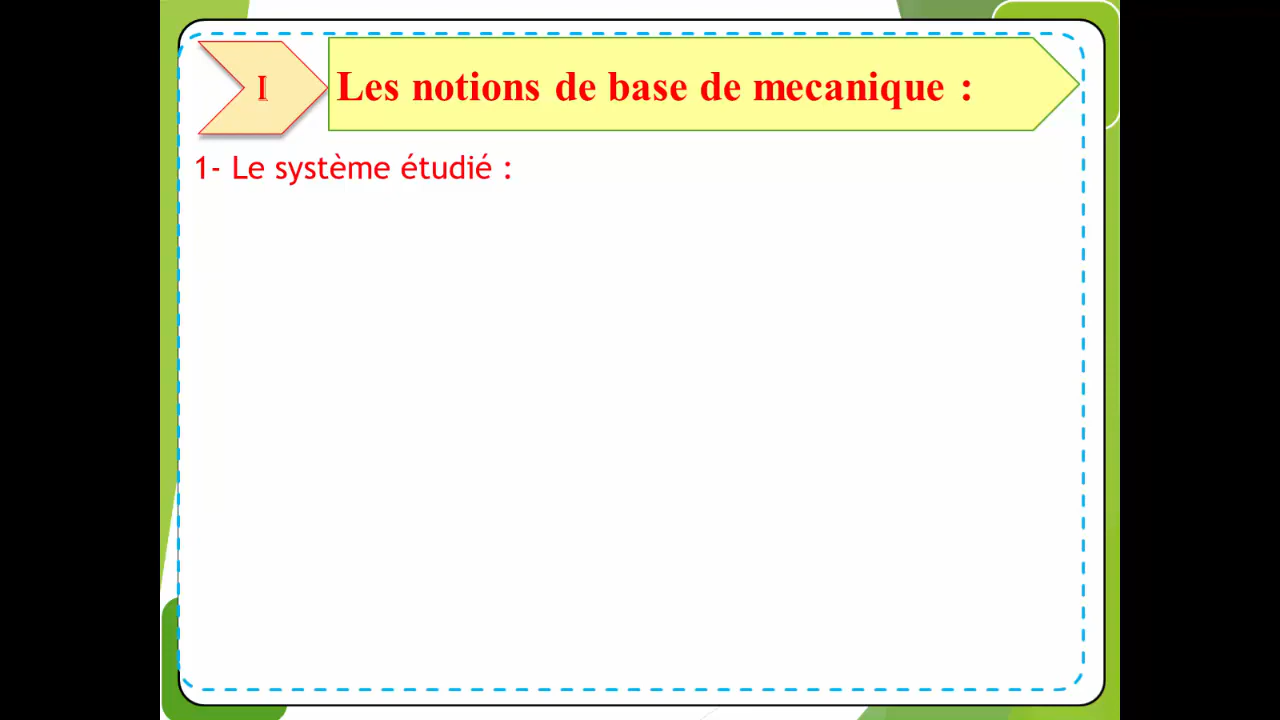 I
Les notions de base de mecanique :
1- Le système étudié :